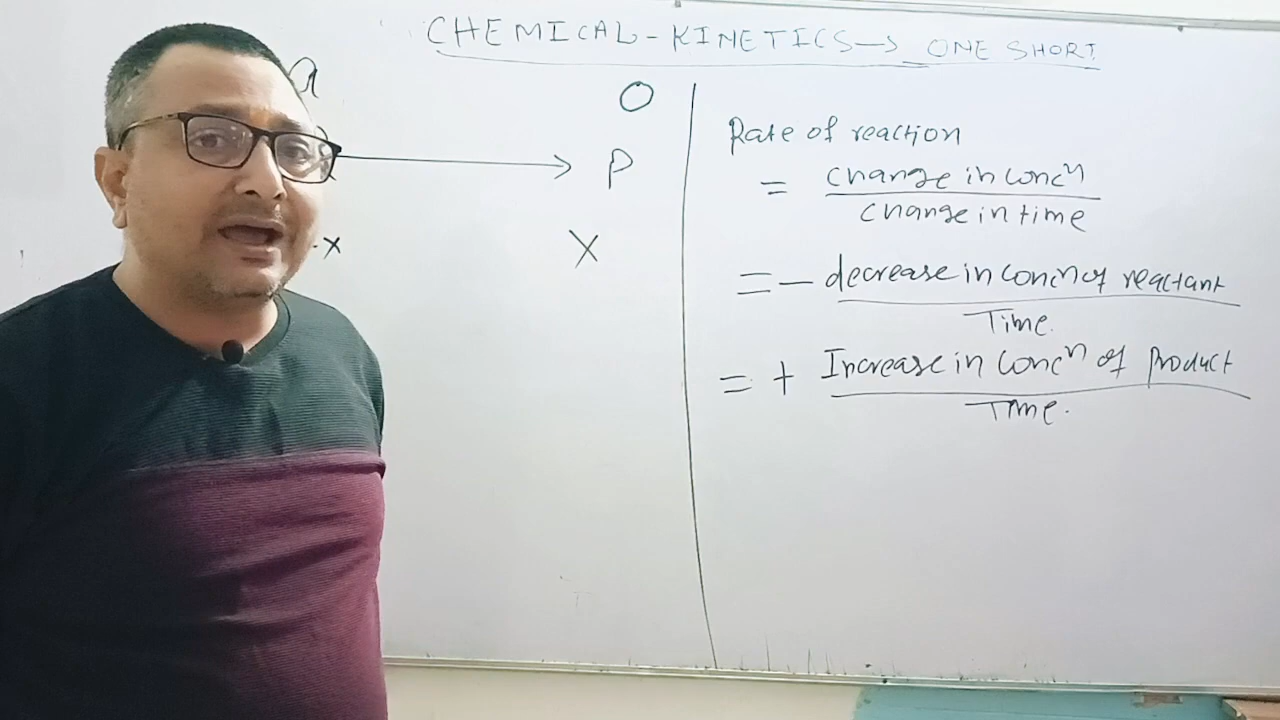 CHEMICAL-KINETICS → ONE SHORT
a
O
→ P
-x
X
Rate of reaction
= change in concⁿ
change in time
= - decrease in concⁿ of reactant
Time.
= + Increase in concⁿ of Product
Time.